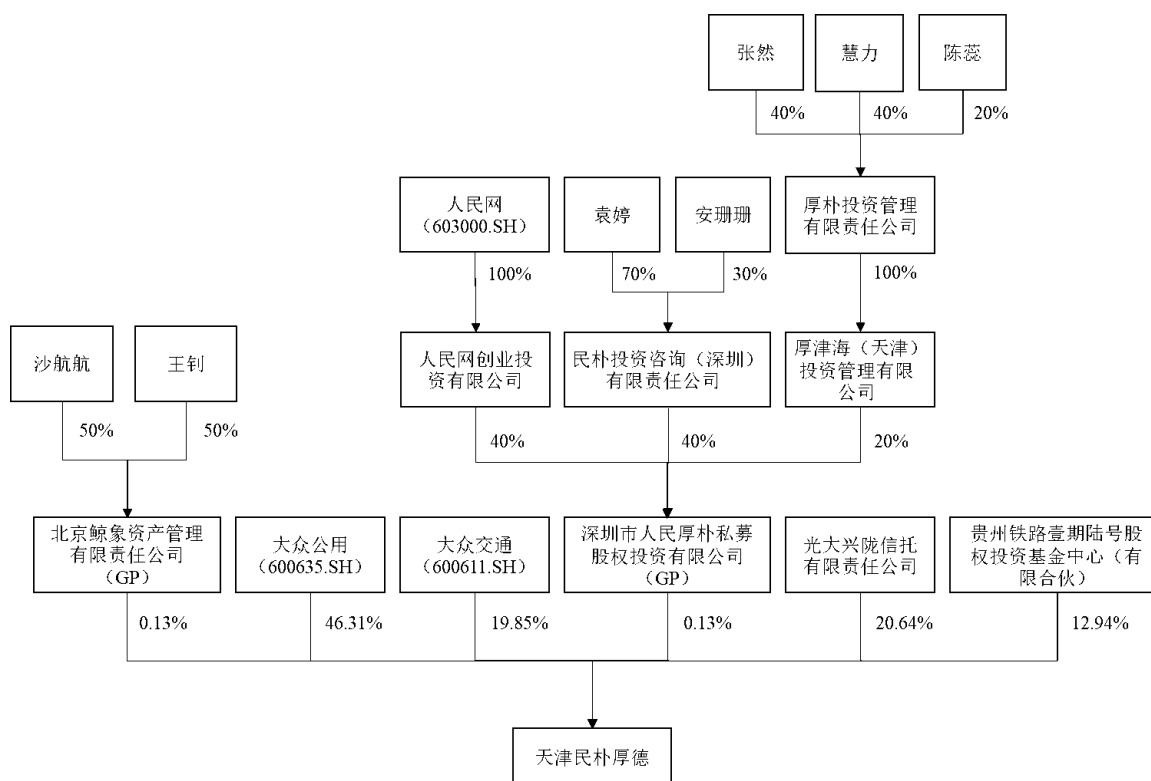 张然
慧力
陈蕊
40%
40%
20%
人民网
（603000.SH）
袁婷
安珊珊
厚朴投资管理
有限责任公司
100%
70%
30%
100%
沙航航
王钊
人民网创业投
资有限公司
民朴投资咨询（深圳）
有限责任公司
厚津海（天津）
投资管理有限
公司
50%
50%
40%
40%
20%
北京鲸象资产管理
有限责任公司
（GP）
大众公用
（600635.SH）
大众交通
（600611.SH）
深圳市人民厚朴私募
股权投资有限公司
（GP）
光大兴陇信托
有限责任公司
贵州铁路壹期陆号股
权投资基金中心（有
限合伙）
0.13%
46.31%
19.85%
0.13%
20.64%
12.94%
天津民朴厚德